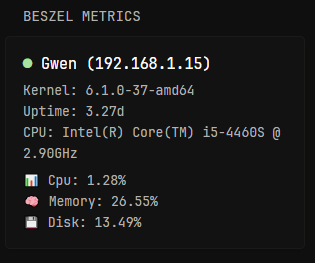 BESZEL METRICS
Gwen (192.168.1.15)
Kernel: 6.1.0-37-amd64
Uptime: 3.27d
CPU: Intel(R) Core(TM) i5-4460S @
2.90GHz
📊 Cpu: 1.28%
🧠 Memory: 26.55%
💾 Disk: 13.49%